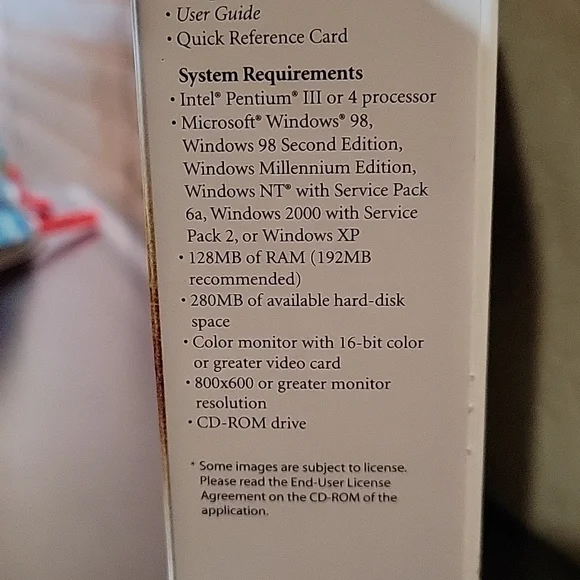 • User Guide
• Quick Reference Card
System Requirements
• Intel® Pentium® III or 4 processor
• Microsoft® Windows® 98,
Windows 98 Second Edition,
Windows Millennium Edition,
Windows NT® with Service Pack
6a, Windows 2000 with Service
Pack 2, or Windows XP
• 128MB of RAM (192MB
recommended)
• 280MB of available hard-disk
space
• Color monitor with 16-bit color
or greater video card
• 800x600 or greater monitor
resolution
• CD-ROM drive
* Some images are subject to license.
Please read the End-User License
Agreement on the CD-ROM of the
application.